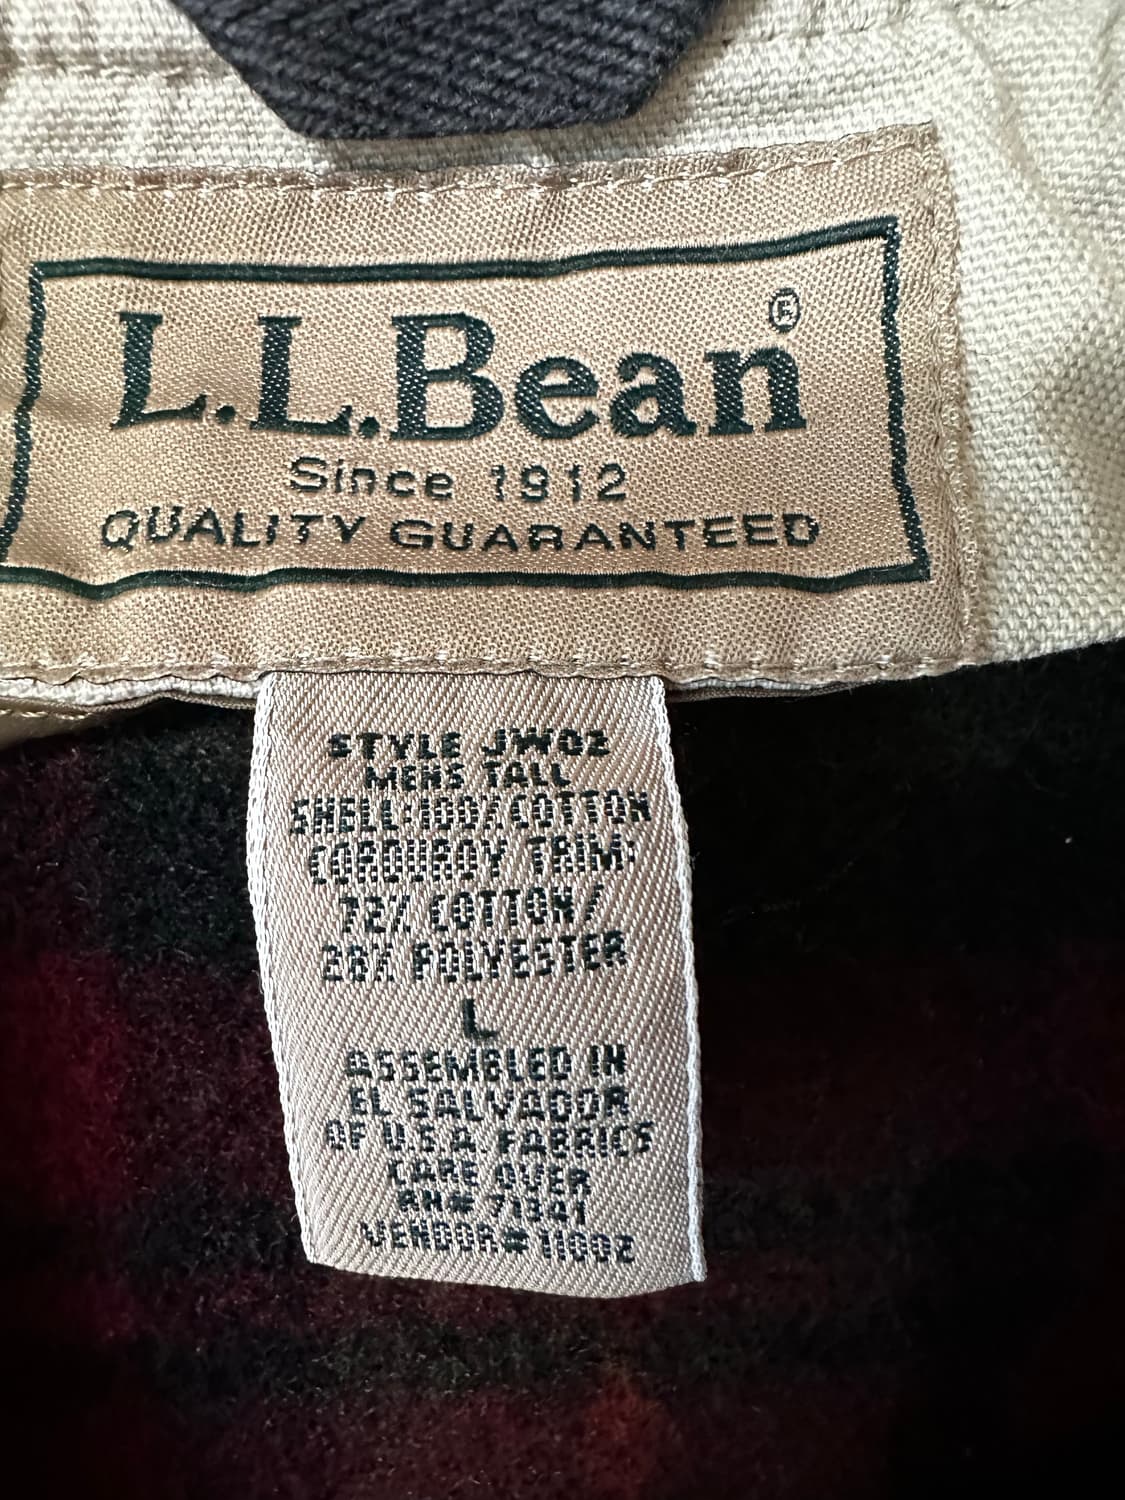 L.L.Bean®
Since 1912
QUALITY GUARANTEED
STYLE JW02
MENS TALL
SHELL:100%COTTON
CORDUROY TRIM:
72% COTTON/
28% POLYESTER
L
ASSEMBLED IN
EL SALVADOR
OF U.S.A. FABRICS
CARE OVER
RN# 71341
VENDOR# 11002